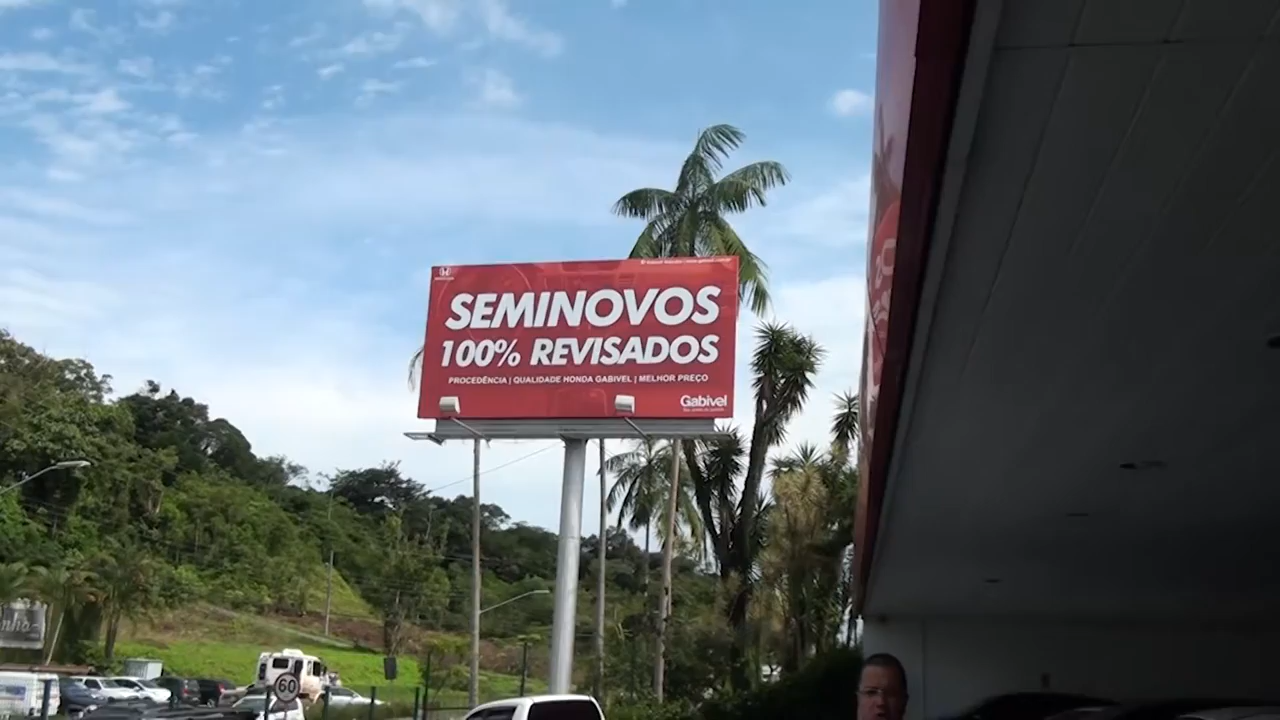 SEMINOVOS
100% REVISADOS
PROCEDÊNCIA | QUALIDADE HONDA GABIVEL | MELHOR PREÇO
Gabivel
60